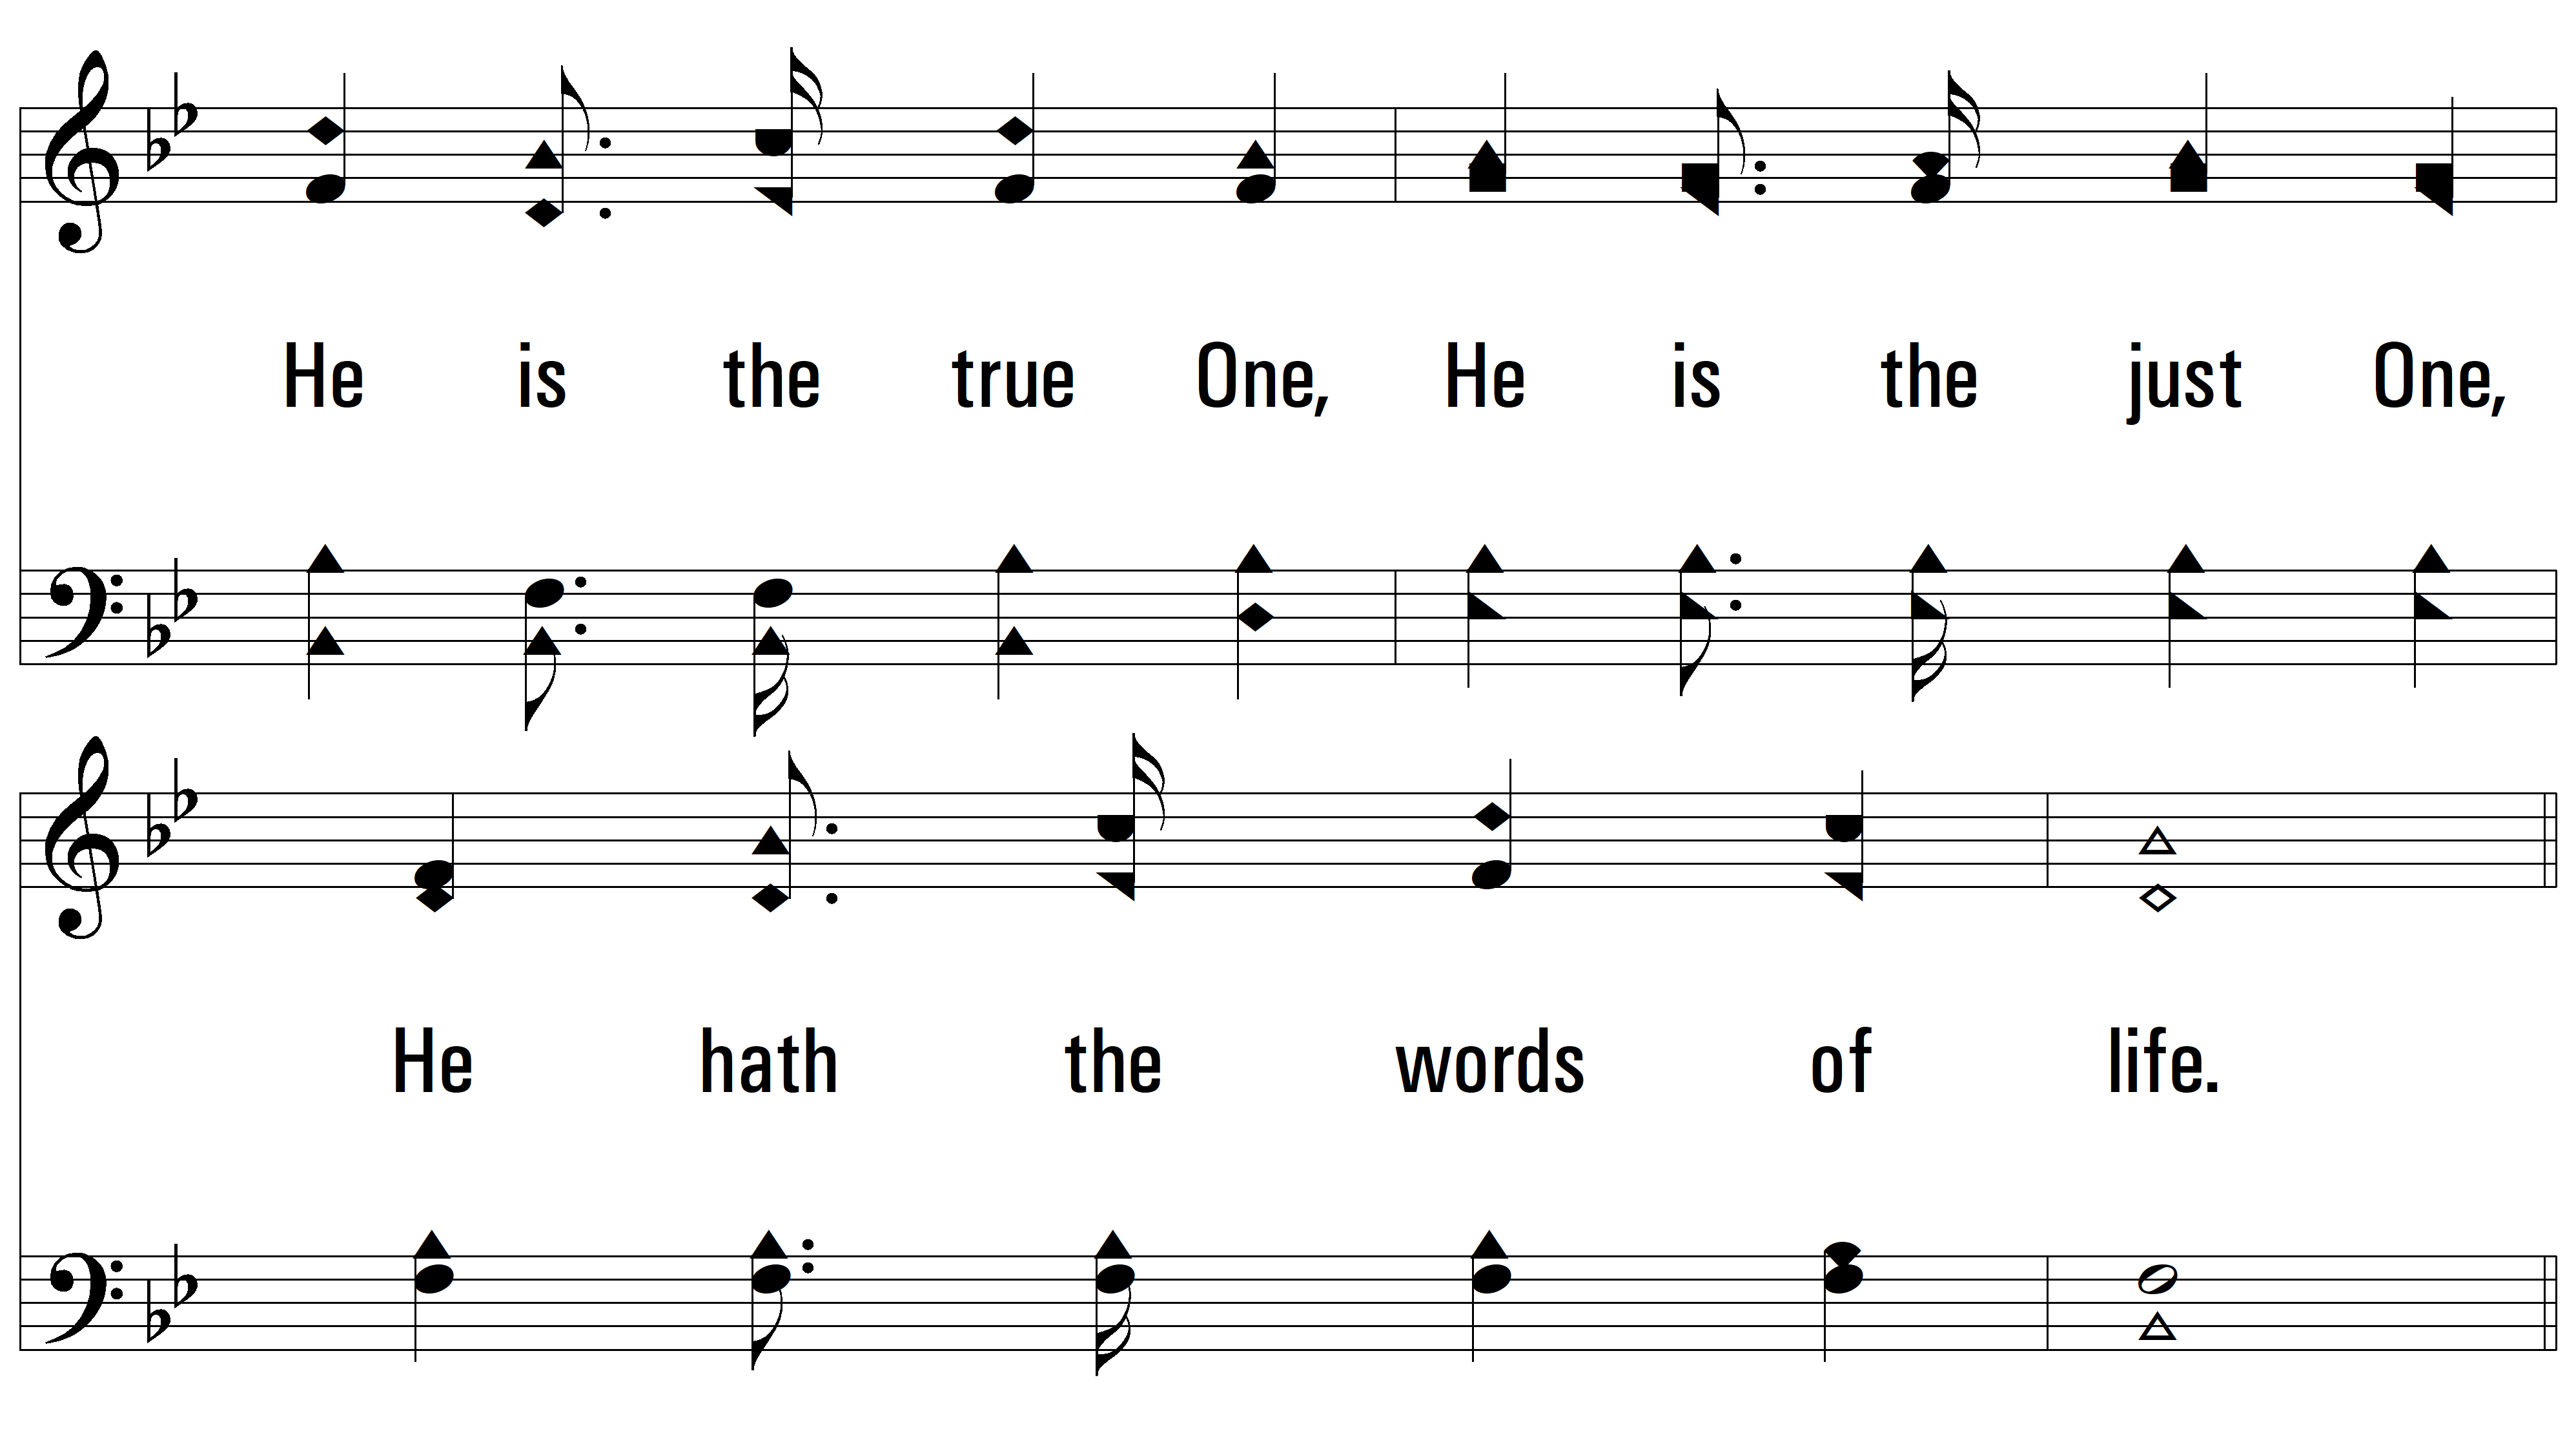 He is the true One, He is the just One,
He hath the words of life.